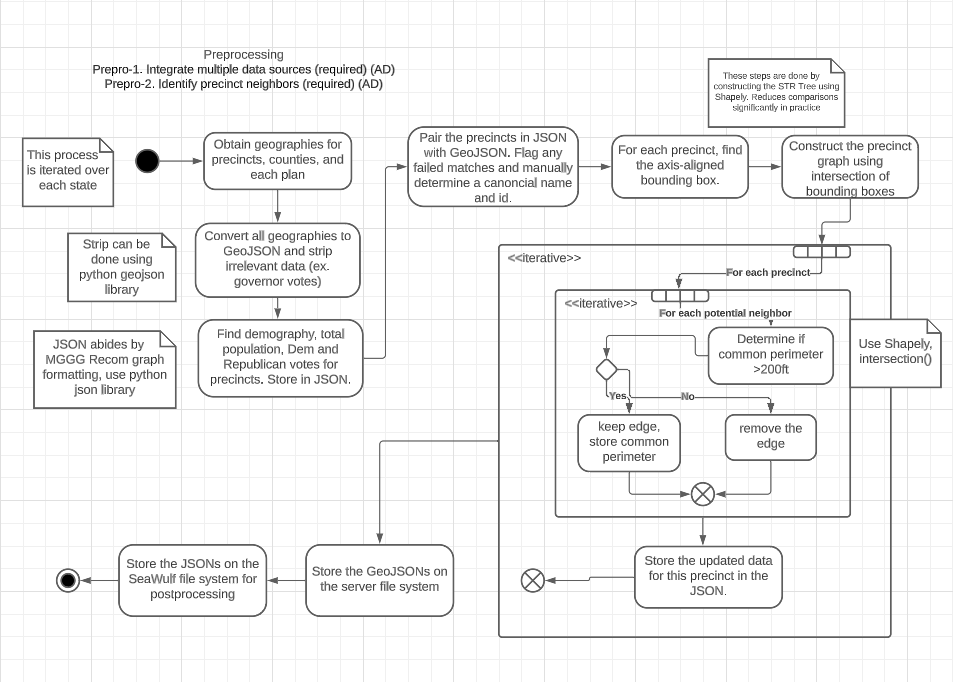 Preprocessing
Prepro-1. Integrate multiple data sources (required) (AD)
Prepro-2. Identify precinct neighbors (required) (AD)
These steps are done by
constructing the STR Tree using
Shapely. Reduces comparisons
significantly in practice
This process
is iterated over
each state
Obtain geographies for
precincts, counties, and
each plan
Pair the precincts in JSON
with GeoJSON. Flag any
failed matches and manually
determine a canoncial name
and id.
For each precinct, find
the axis-aligned
bounding box.
Construct the precinct
graph using
intersection of
bounding boxes
Strip can be
done using
python geojson
library
Convert all geographies to
GeoJSON and strip
irrelevant data (ex.
governor votes)
JSON abides by
MGGG Recom graph
formatting, use python
json library
Find demography, total
population, Dem and
Republican votes for
precincts. Store in JSON.
<<iterative>>
For each precinct
<<iterative>>
For each potential neighbor
Determine if
common perimeter
>200ft
Use Shapely,
intersection()
Yes
No
keep edge,
store common
perimeter
remove the
edge
Store the updated data
for this precinct in the
JSON.
Store the GeoJSONs on
the server file system
Store the JSONs on the
SeaWulf file system for
postprocessing